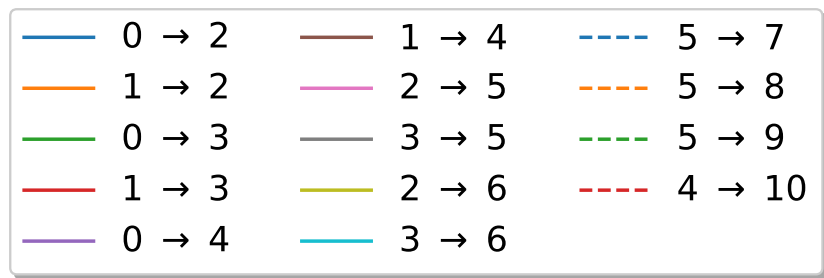 0 → 2
1 → 2
0 → 3
1 → 3
0 → 4
1 → 4
2 → 5
3 → 5
2 → 6
3 → 6
5 → 7
5 → 8
5 → 9
4 → 10